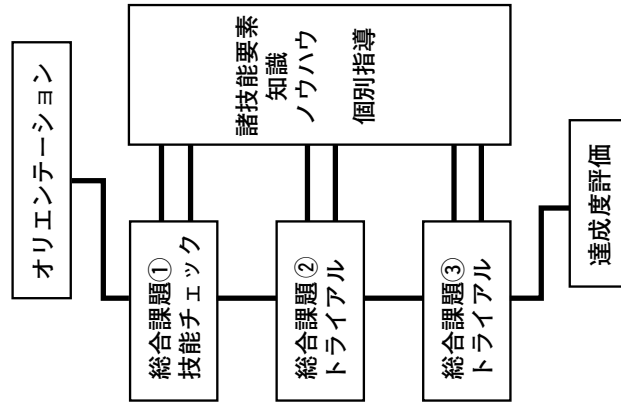 オリエンテーション
総合課題①
技能チェック
総合課題②
トライアル
総合課題③
トライアル
諸技能要素
知識
ノウハウ
個別指導
達成度評価